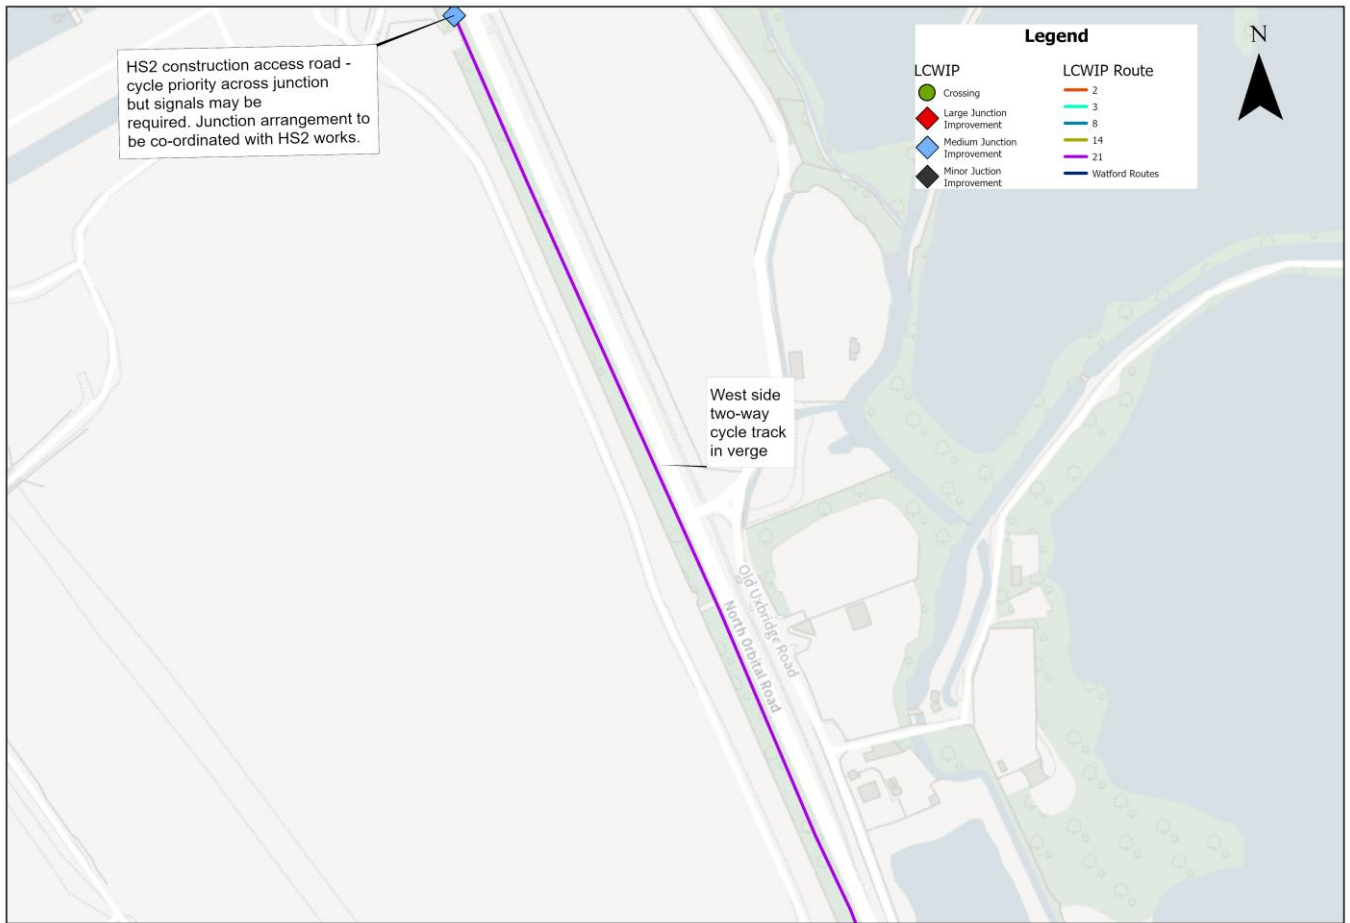 HS2 construction access road -
cycle priority across junction
but signals may be
required. Junction arrangement to
be co-ordinated with HS2 works.
Legend
LCWIP
Crossing
Large Junction
Improvement
Medium Junction
Improvement
Minor Juction
Improvement
LCWIP Route
2
3
8
14
21
Watford Routes
N
West side
two-way
cycle track
in verge
Old Uxbridge Road
North Orbital Road